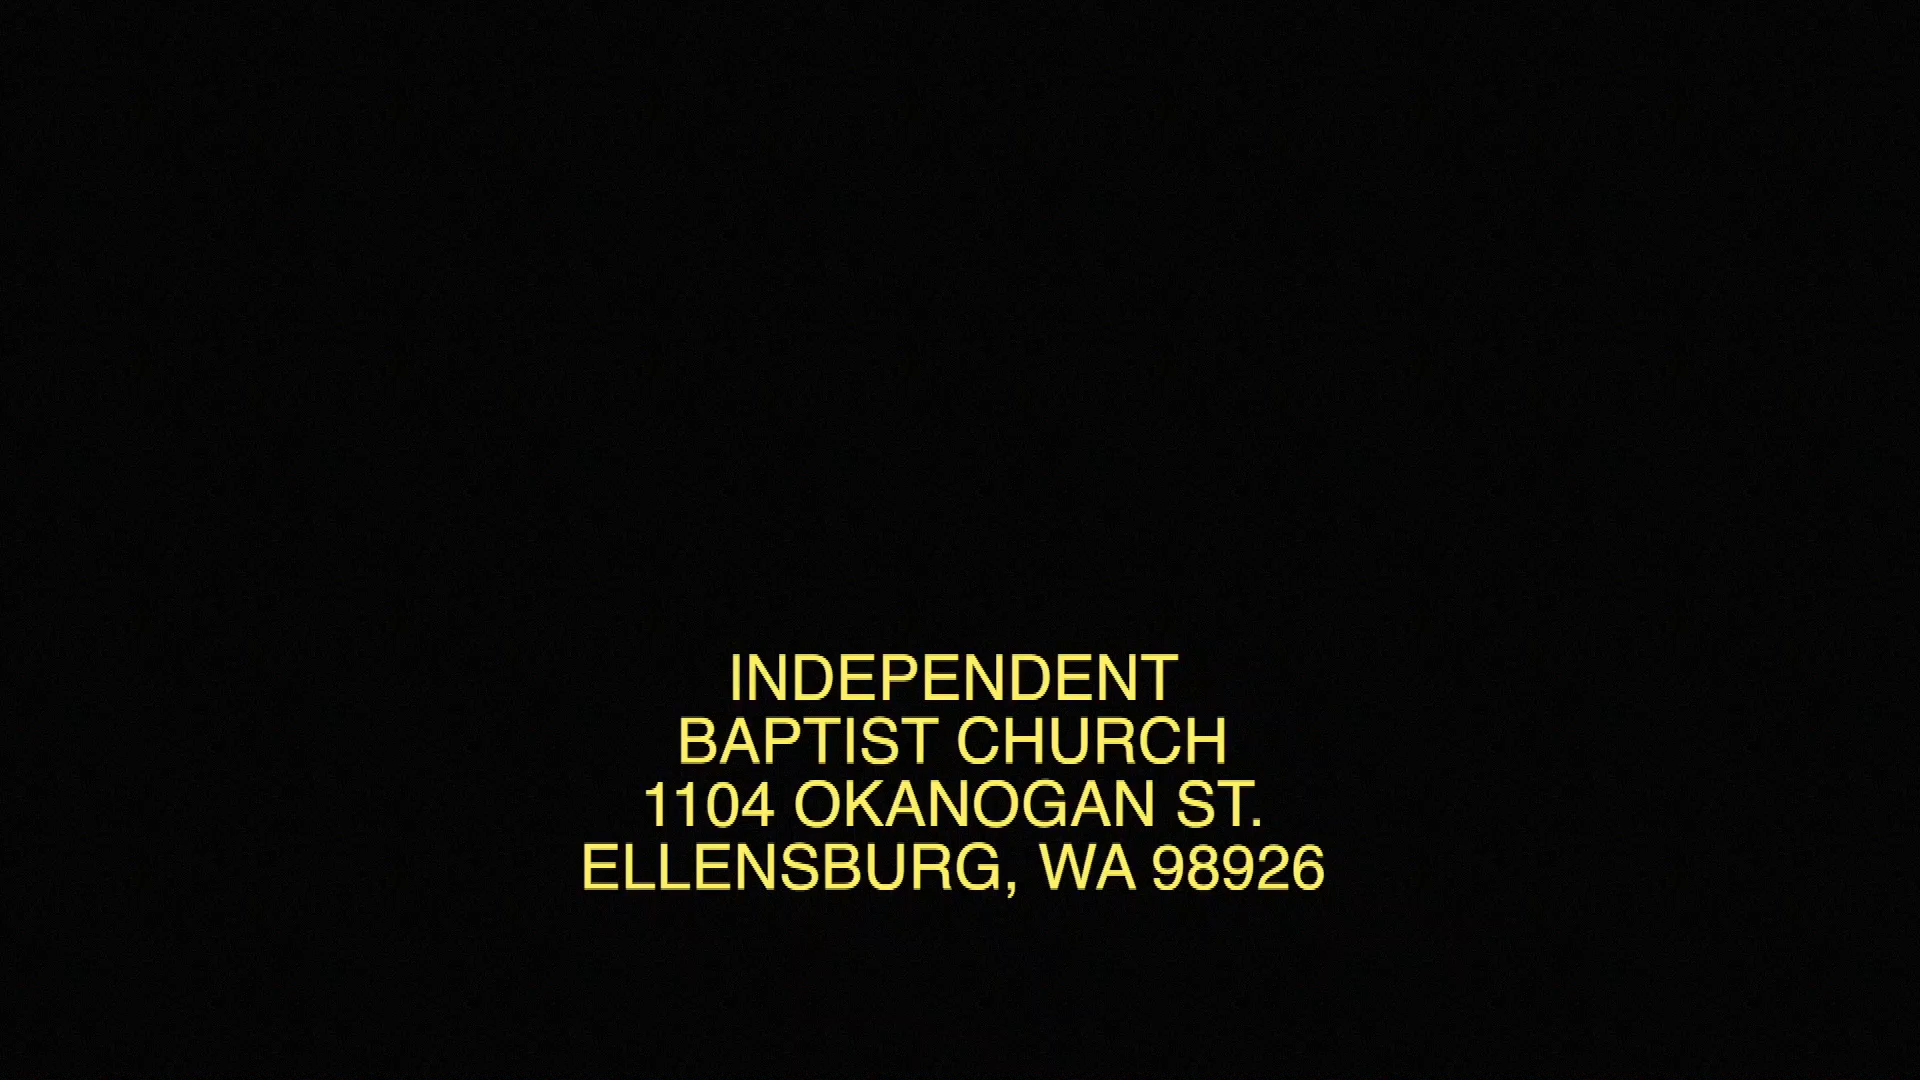 INDEPENDENT
BAPTIST CHURCH
1104 OKANOGAN ST.
ELLENSBURG, WA 98926